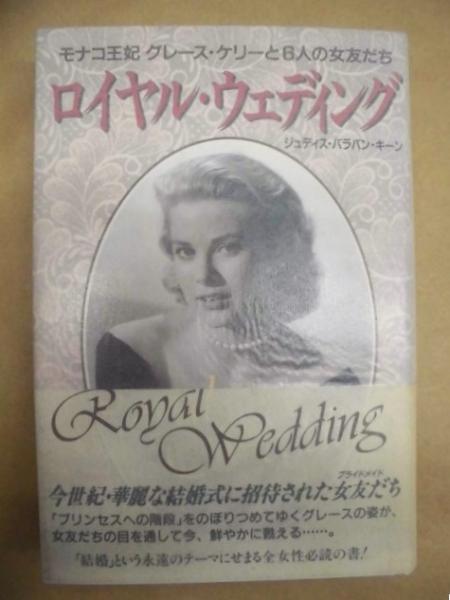 モナコ王妃 グレース・ケリーと6人の女友だち
ロイヤル・ウェディング
ジュディス・バラバン・キーン
Royal
Wedding
ブライドメイド
今世紀・華麗な結婚式に招待された女友だち
「プリンセスへの階段」をのぼりつめてゆくグレースの姿が、
女友だちの目を通して今、鮮やかに甦える……。
「結婚」という永遠のテーマにせまる全女性必読の書!